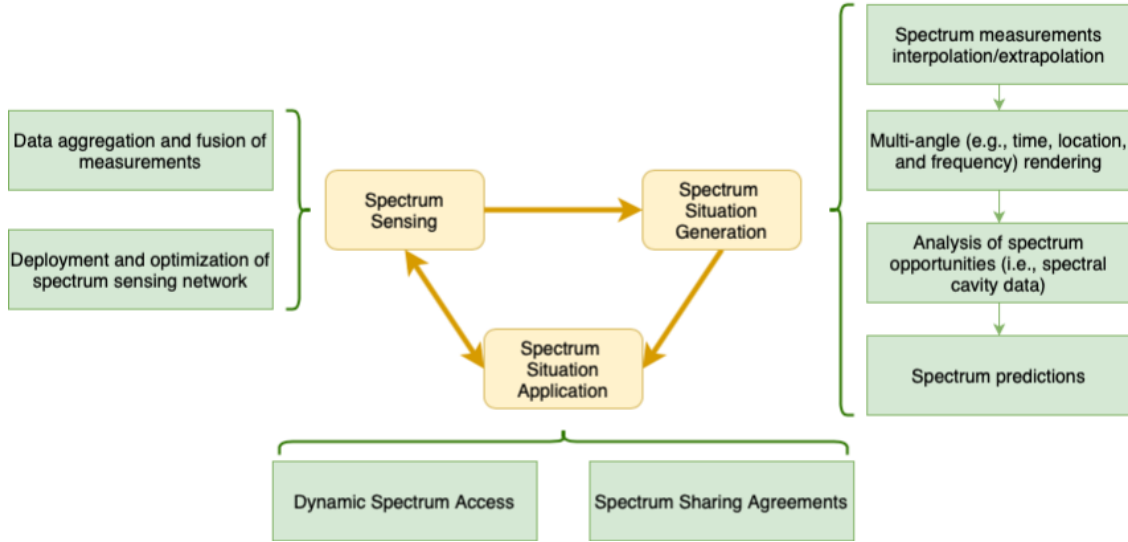 Data aggregation and fusion of
measurements
Deployment and optimization of
spectrum sensing network
Spectrum
Sensing
Spectrum
Situation
Generation
Spectrum
Situation
Application
Spectrum measurements
interpolation/extrapolation
Multi-angle (e.g., time, location,
and frequency) rendering
Analysis of spectrum
opportunities (i.e., spectral
cavity data)
Spectrum predictions
Dynamic Spectrum Access
Spectrum Sharing Agreements